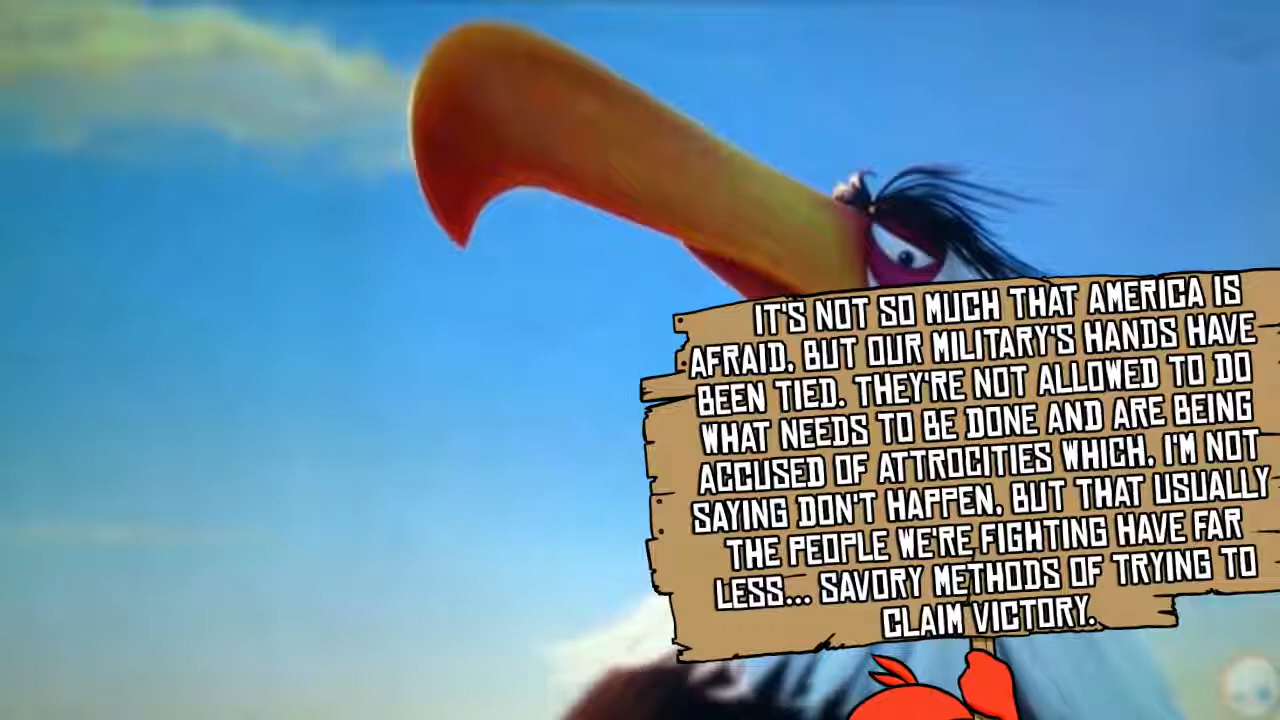 IT'S NOT SO MUCH THAT AMERICA IS
AFRAID, BUT OUR MILITARY'S HANDS HAVE
BEEN TIED. THEY'RE NOT ALLOWED TO DO
WHAT NEEDS TO BE DONE AND ARE BEING
ACCUSED OF ATTROCITIES WHICH, I'M NOT
SAYING DON'T HAPPEN, BUT THAT USUALLY
THE PEOPLE WE'RE FIGHTING HAVE FAR
LESS... SAVORY METHODS OF TRYING TO
CLAIM VICTORY.